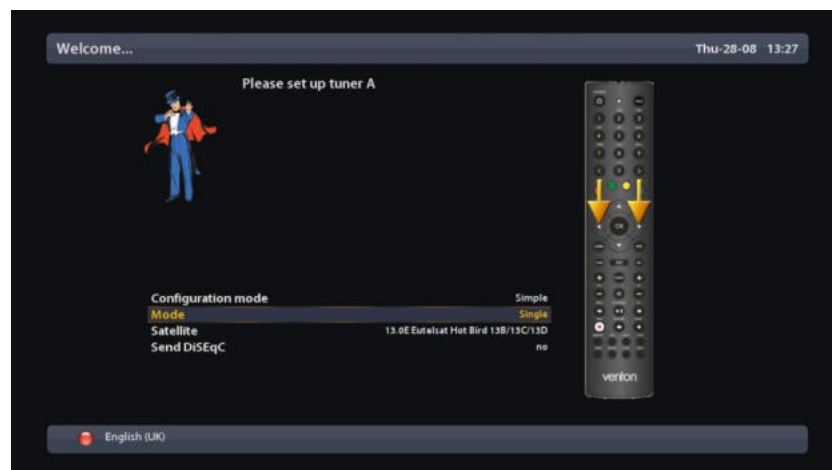 Welcome...
Thu-28-08 13:27
Please set up tuner A
OK
Configuration mode Simple
Mode Single
Satellite 13.0E Eutelsat Hot Bird 13B/13C/13D
Send DiSEqC no
venton
English (UK)